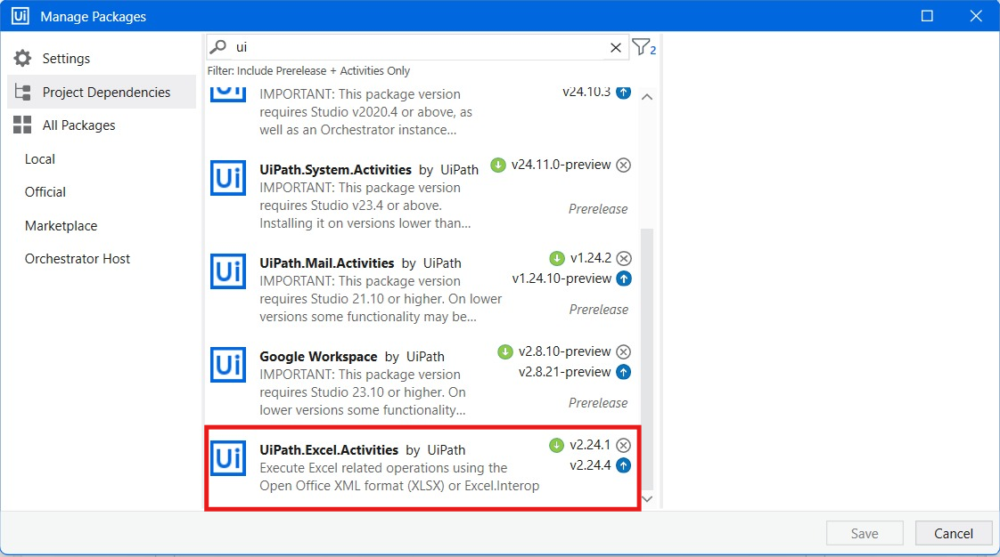 Ui Manage Packages
Settings
Project Dependencies
All Packages
Local
Official
Marketplace
Orchestrator Host
ui
2
Filter: Include Prerelease + Activities Only
Ui
v24.10.3
IMPORTANT: This package version
requires Studio v2020.4 or above, as
well as an Orchestrator instance...
Ui
UiPath.System.Activities by UiPath
v24.11.0-preview
IMPORTANT: This package version
requires Studio v23.4 or above.
Installing it on versions lower than...
Prerelease
Ui
UiPath.Mail.Activities by UiPath
v1.24.2
v1.24.10-preview
IMPORTANT: This package version
requires Studio 21.10 or higher. On lower
versions some functionality may be...
Prerelease
Ui
Google Workspace by UiPath
v2.8.10-preview
v2.8.21-preview
IMPORTANT: This package version
requires Studio 23.10 or higher. On
lower versions some functionality...
Prerelease
Ui
UiPath.Excel.Activities by UiPath
v2.24.1
v2.24.4
Execute Excel related operations using the
Open Office XML format (XLSX) or Excel.Interop
Save
Cancel